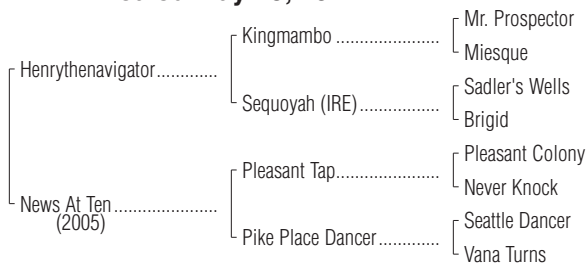 Mr. Prospector
Kingmambo ..................
Miesque
Henrythenavigator.............
Sadler's Wells
Sequoyah (IRE)..................
Brigid
Pleasant Colony
Pleasant Tap.......................
Never Knock
News At Ten.......................
(2005)
Seattle Dancer
Pike Place Dancer..............
Vana Turns